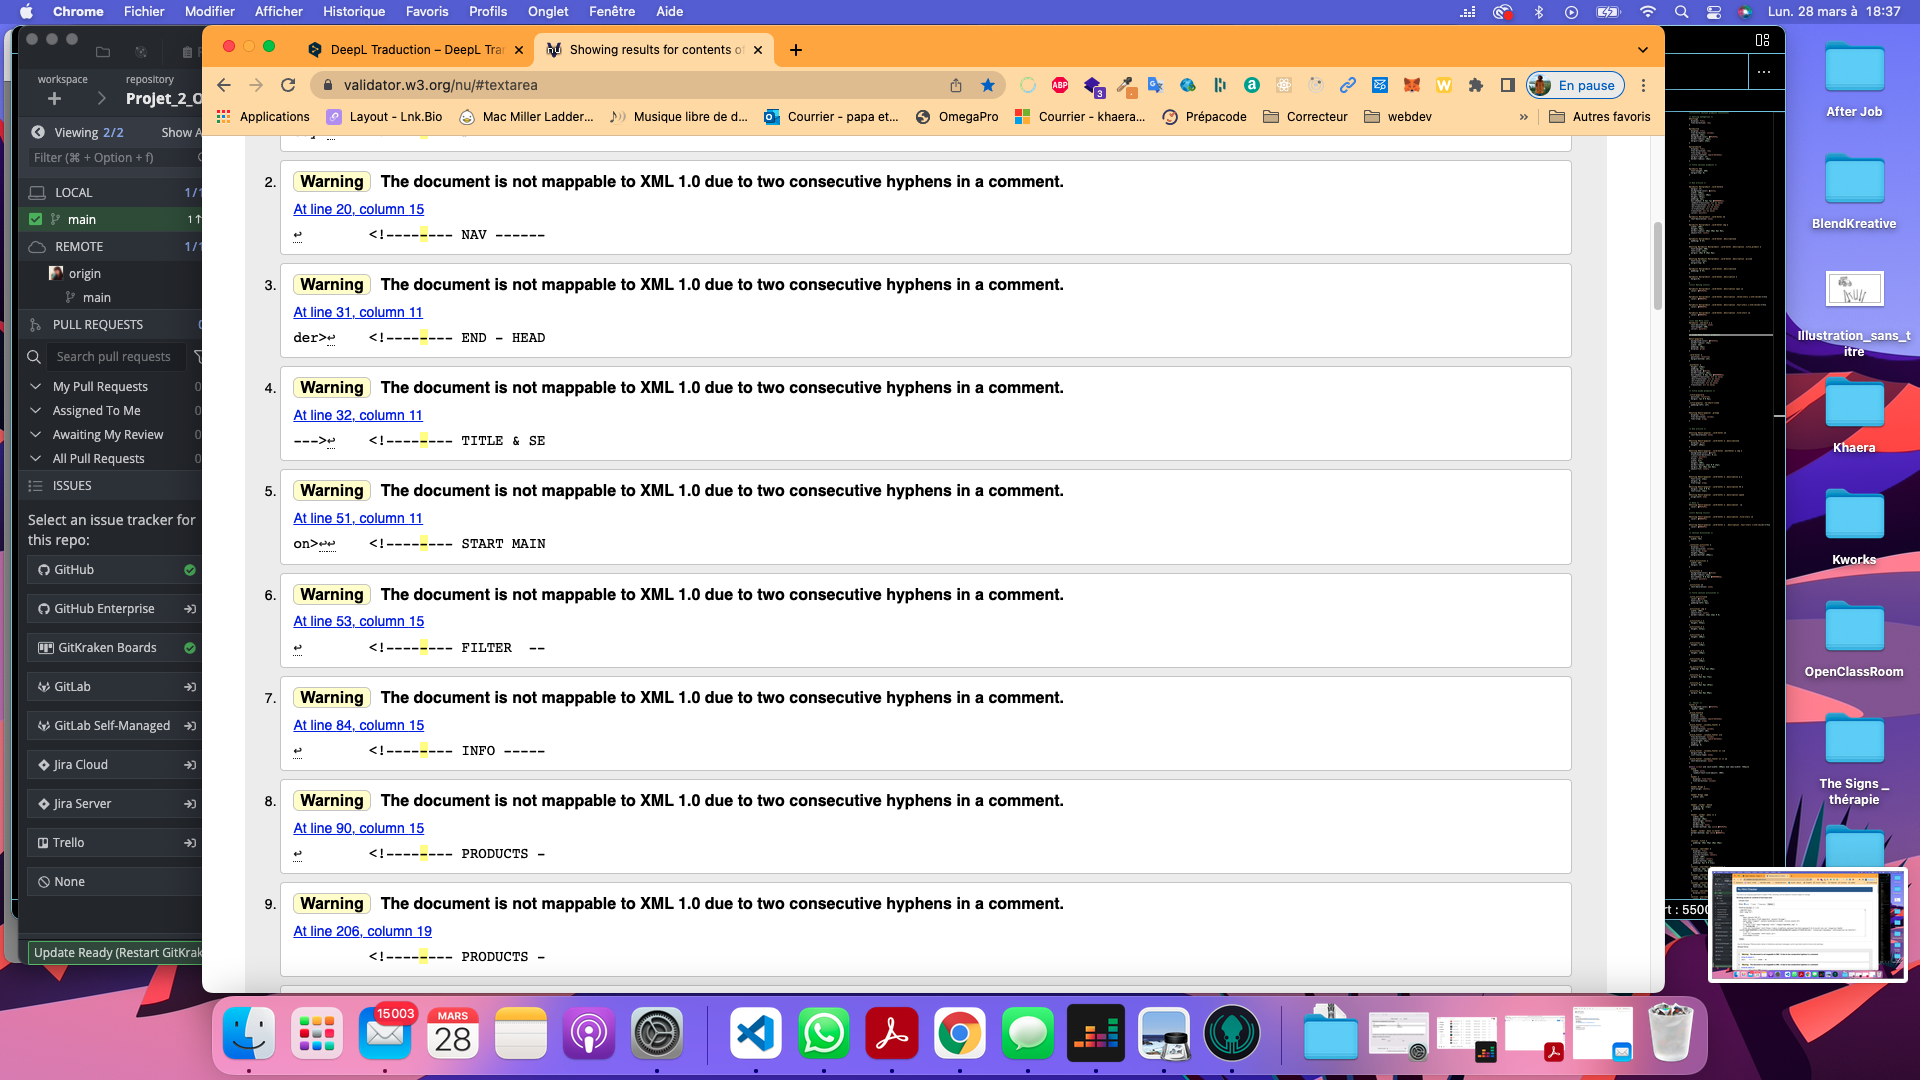 Chrome Fichier Modifier Afficher Historique Favoris Profils Onglet Fenêtre Aide
Lun. 28 mars à 18:37
workspace repository
Projet_2_O
Viewing 2/2 Show A
Filter (⌘ + Option + f)
LOCAL 1/1
main 1↑
REMOTE 1/1
origin
main
PULL REQUESTS 0
Search pull requests
My Pull Requests 0
Assigned To Me 0
Awaiting My Review 0
All Pull Requests 0
ISSUES
Select an issue tracker for
this repo:
GitHub
GitHub Enterprise
GitKraken Boards
GitLab
GitLab Self-Managed
Jira Cloud
Jira Server
Trello
None
Update Ready (Restart GitKrak
DeepL Traduction – DeepL Tra
Showing results for contents of
validator.w3.org/nu/#textarea
ABP
3
En pause
Applications
Layout - Lnk.Bio
Mac Miller Ladder...
Musique libre de d...
Courrier - papa et...
OmegaPro
Courrier - khaera...
Prépacode
Correcteur
webdev
»
Autres favoris
2. Warning The document is not mappable to XML 1.0 due to two consecutive hyphens in a comment.
At line 20, column 15
↩ <!-------- NAV ------
3. Warning The document is not mappable to XML 1.0 due to two consecutive hyphens in a comment.
At line 31, column 11
der>↩ <!-------- END - HEAD
4. Warning The document is not mappable to XML 1.0 due to two consecutive hyphens in a comment.
At line 32, column 11
--->↩ <!-------- TITLE & SE
5. Warning The document is not mappable to XML 1.0 due to two consecutive hyphens in a comment.
At line 51, column 11
on>↩↩ <!-------- START MAIN
6. Warning The document is not mappable to XML 1.0 due to two consecutive hyphens in a comment.
At line 53, column 15
↩ <!-------- FILTER --
7. Warning The document is not mappable to XML 1.0 due to two consecutive hyphens in a comment.
At line 84, column 15
↩ <!-------- INFO -----
8. Warning The document is not mappable to XML 1.0 due to two consecutive hyphens in a comment.
At line 90, column 15
↩ <!-------- PRODUCTS -
9. Warning The document is not mappable to XML 1.0 due to two consecutive hyphens in a comment.
At line 206, column 19
<!-------- PRODUCTS -
rt : 5500
After Job
BlendKreative
Illustration_sans_t
itre
Khaera
Kworks
OpenClassRoom
The Signs _
thérapie
15 003
MARS
28